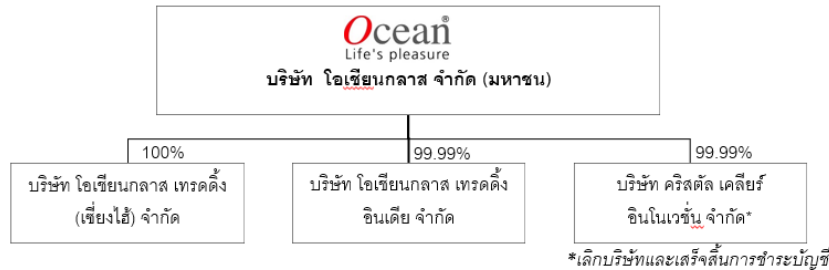 Ocean®
Life's pleasure
บริษัท โอเชียนกลาส จำกัด (มหาชน)
100%
99.99%
99.99%
บริษัท โอเชียนกลาส เทรดดิ้ง
(เซี่ยงไฮ้) จำกัด
บริษัท โอเชียนกลาส เทรดดิ้ง
อินเดีย จำกัด
บริษัท คริสตัล เคลียร์
อินโนเวชั่น จำกัด*
*เลิกบริษัทและเสร็จสิ้นการชำระบัญชี